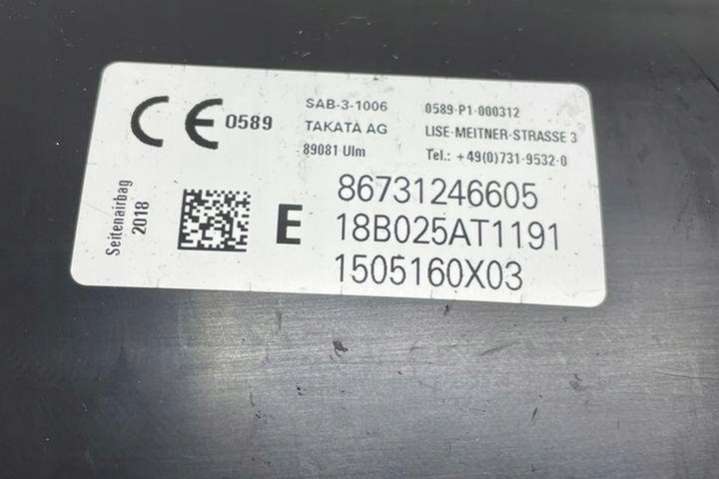 CE 0589
SAB-3-1006
TAKATA AG
89081 Ulm
0589-P1-000312
LISE-MEITNER-STRASSE 3
Tel.: +49(0)731-9532-0
Seitenairbag
2018
E
86731246605
18B025AT1191
1505160X03